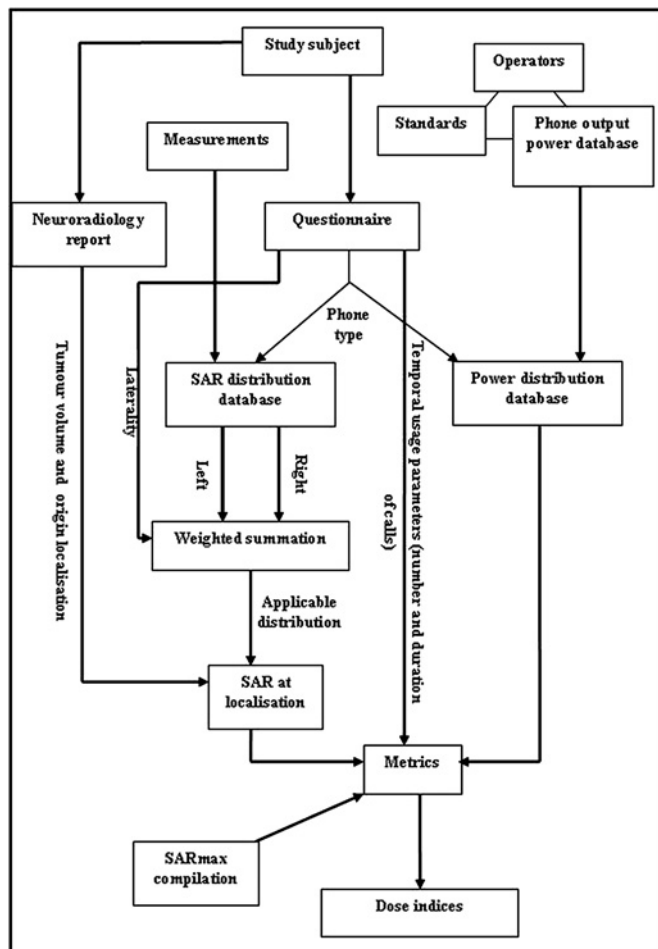 Study subject
Operators
Standards
Phone output
power database
Measurements
Neuroradiology
report
Questionnaire
Phone
type
Laterality
Tumour volume and origin localisation
Temporal usage parameters (number and duration
of calls)
SAR distribution
database
Power distribution
database
Left
Right
Weighted summation
Applicable
distribution
SAR at
localisation
Metrics
SARmax
compilation
Dose indices